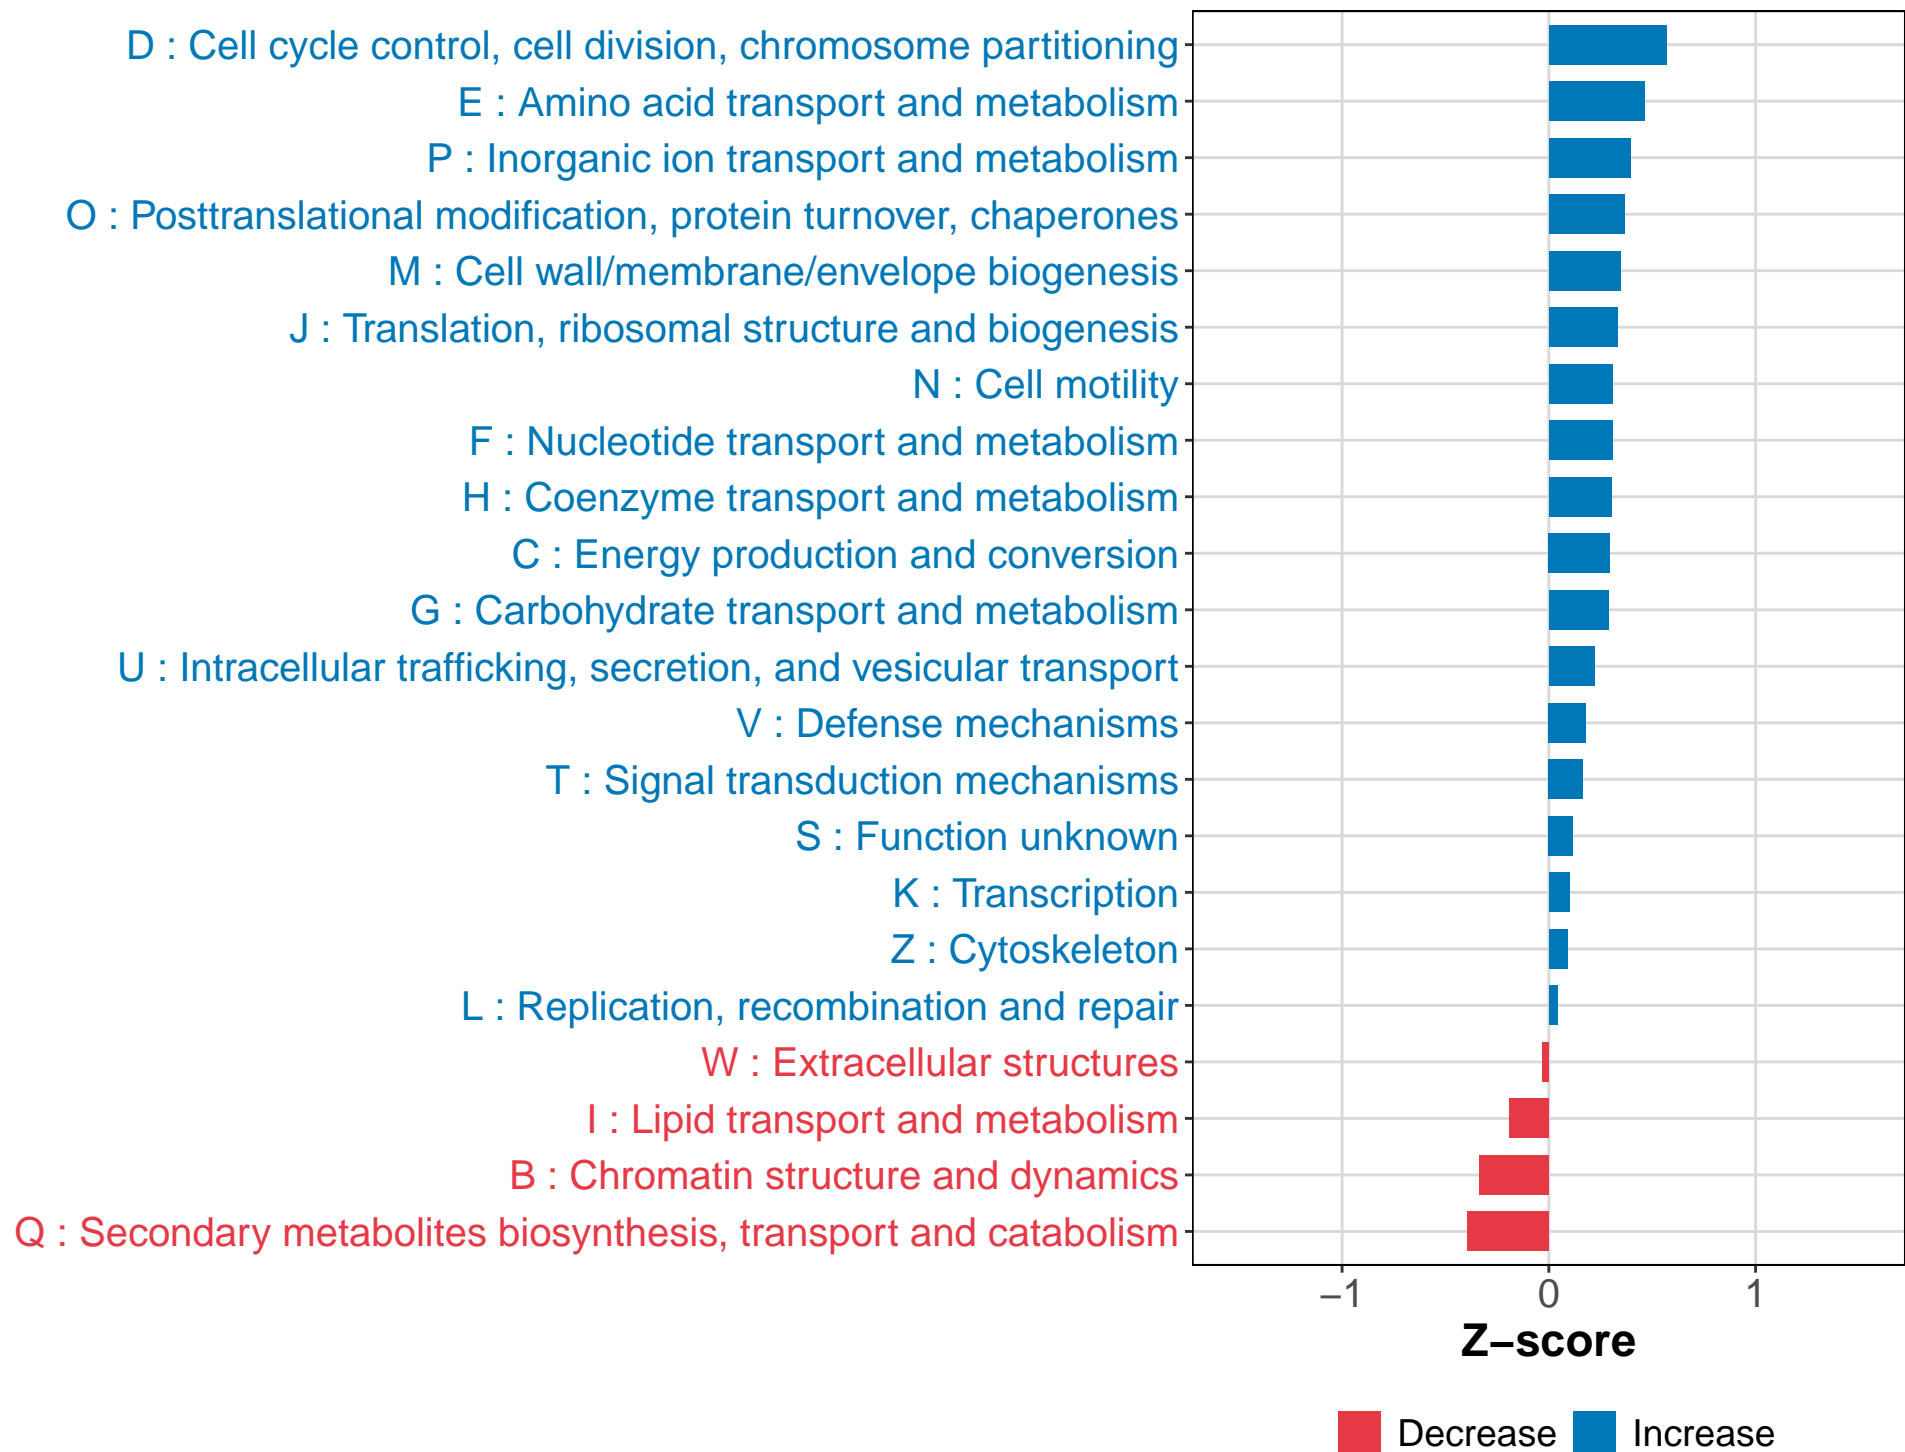 D : Cell cycle control, cell division, chromosome partitioning
E : Amino acid transport and metabolism
P : Inorganic ion transport and metabolism
O : Posttranslational modification, protein turnover, chaperones
M : Cell wall/membrane/envelope biogenesis
J : Translation, ribosomal structure and biogenesis
N : Cell motility
F : Nucleotide transport and metabolism
H : Coenzyme transport and metabolism
C : Energy production and conversion
G : Carbohydrate transport and metabolism
U : Intracellular trafficking, secretion, and vesicular transport
V : Defense mechanisms
T : Signal transduction mechanisms
S : Function unknown
K : Transcription
Z : Cytoskeleton
L : Replication, recombination and repair
W : Extracellular structures
I : Lipid transport and metabolism
B : Chromatin structure and dynamics
Q : Secondary metabolites biosynthesis, transport and catabolism
−1 0 1
Z−score
Decrease Increase